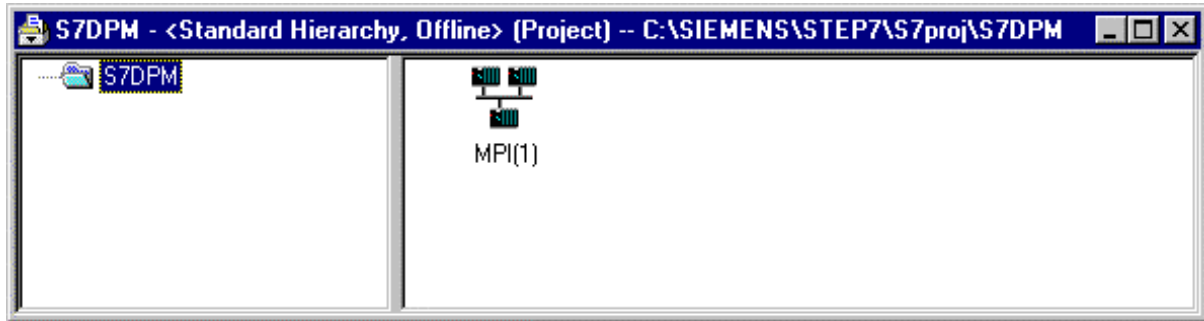 S7DPM - <Standard Hierarchy, Offline> (Project) -- C:\SIEMENS\STEP7\S7proj\S7DPM
S7DPM
MPI(1)